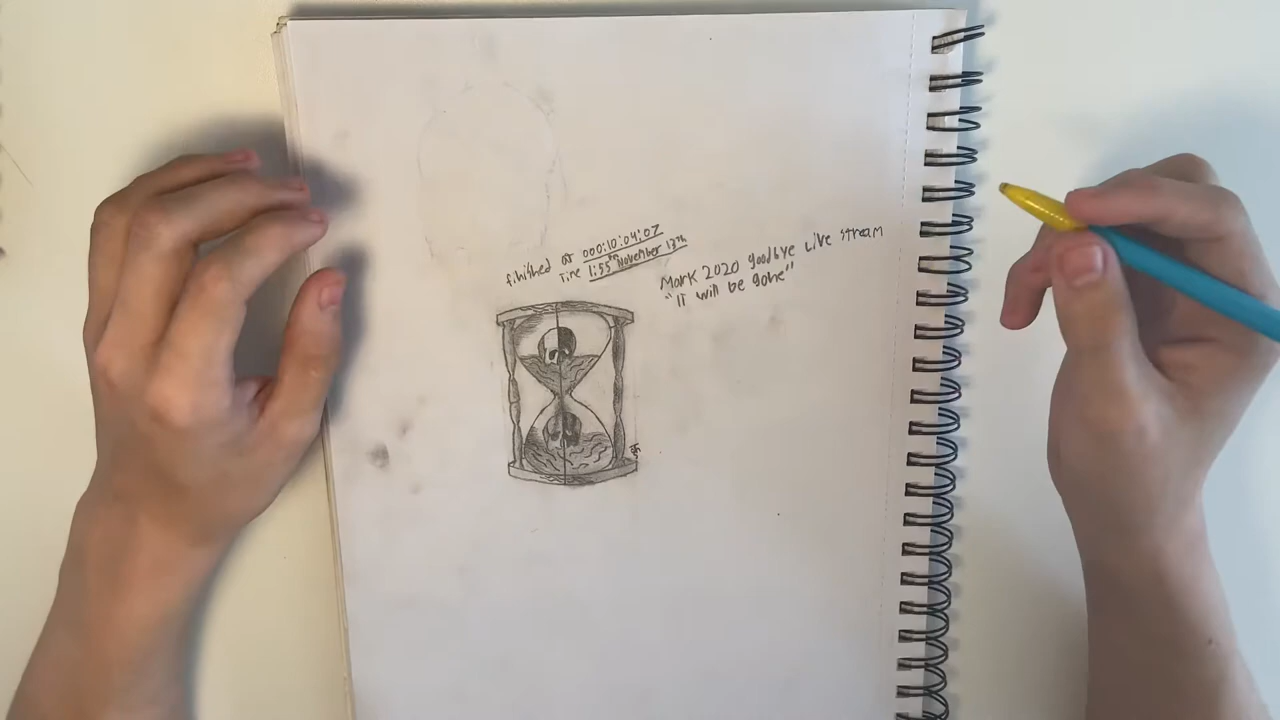 finished at 000:10:04:07
Time 1:55th November 13th
Mark 2020 goodbye Live stream
"IT will be gone"